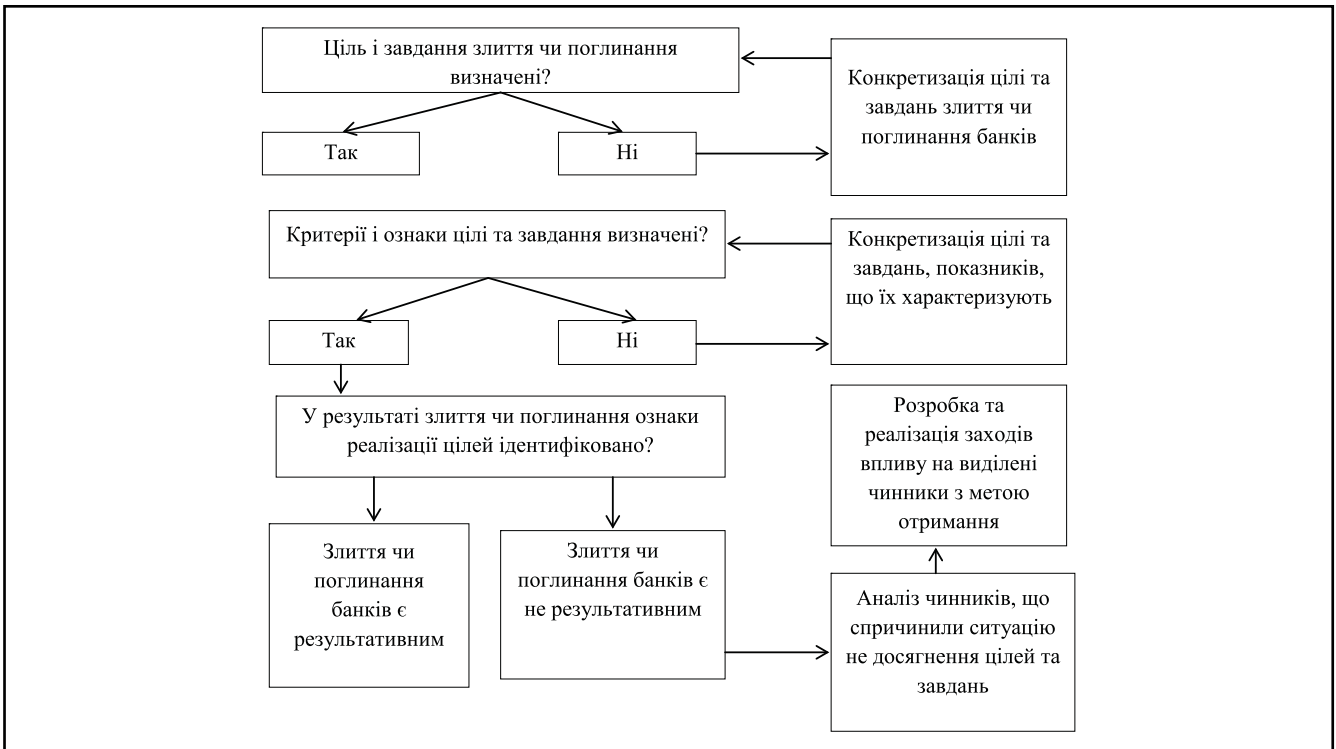 Ціль і завдання злиття чи поглинання
визначені?
Конкретизація цілі та
завдань злиття чи
поглинання банків
Так
Ні
Критерії і ознаки цілі та завдання визначені?
Конкретизація цілі та
завдань, показників,
що їх характеризують
Так
Ні
У результаті злиття чи поглинання ознаки
реалізації цілей ідентифіковано?
Розробка та
реалізація заходів
впливу на виділені
чинники з метою
отримання
Злиття чи
поглинання
банків є
результативним
Злиття чи
поглинання банків є
не результативним
Аналіз чинників, що
спричинили ситуацію
не досягнення цілей та
завдань